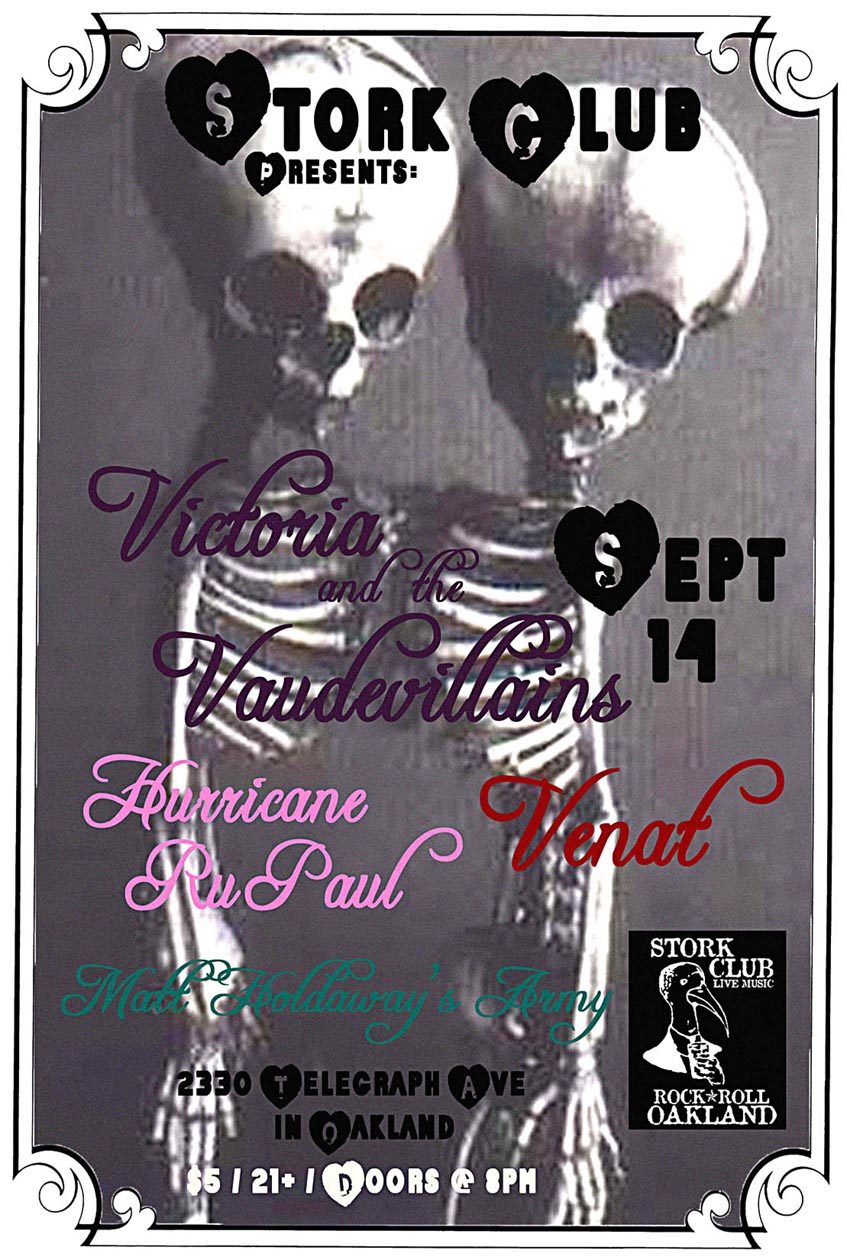 STORK CLUB
PRESENTS:
Victoria
and the
Vaudevillains
SEPT
14
Hurricane
RuPaul
Venat
Matt Holdaway's Army
STORK
CLUB
LIVE MUSIC
ROCK★ROLL
OAKLAND
2330 TELEGRAPH AVE
IN OAKLAND
$5 / 21+ / DOORS @ 8PM